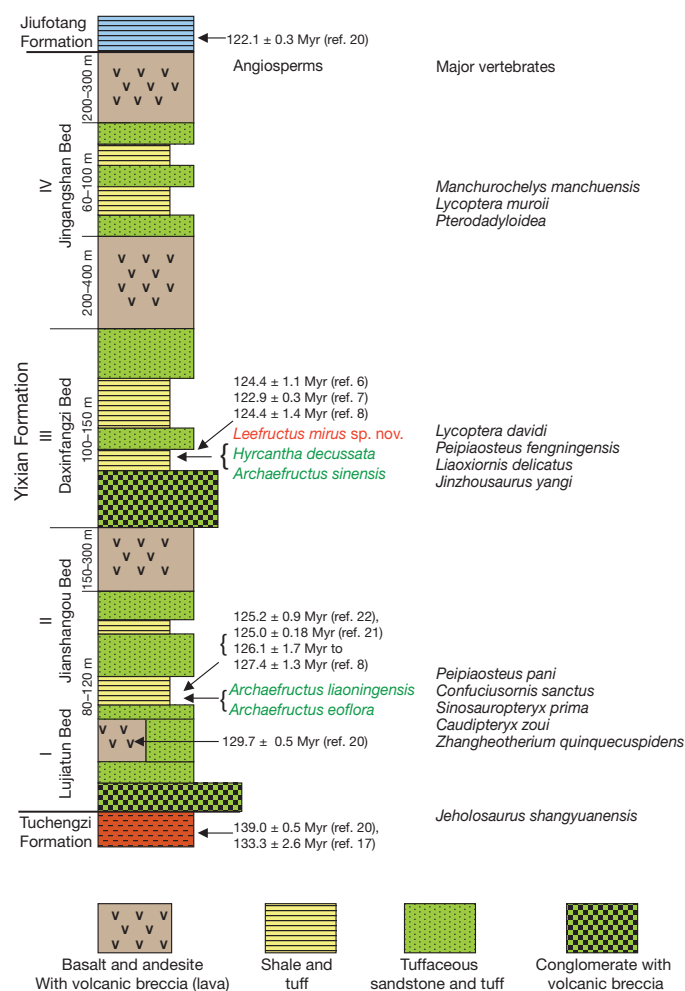 Jiufotang
Formation
122.1 ± 0.3 Myr (ref. 20)
Angiosperms
Major vertebrates
200–300 m
v v v
v v v
v v v
IV
Jingangshan Bed
60–100 m
Manchurochelys manchuensis
Lycoptera muroii
Pterodadyloidea
200–400 m
v v v
v v
v v v
v v
Yixian Formation
III
Daxinfangzi Bed
100–150 m
124.4 ± 1.1 Myr (ref. 6)
122.9 ± 0.3 Myr (ref. 7)
124.4 ± 1.4 Myr (ref. 8)
Leefructus mirus sp. nov.
Hyrcantha decussata
Archaefructus sinensis
Lycoptera davidi
Peipiaosteus fengningensis
Liaoxiornis delicatus
Jinzhousaurus yangi
150–300 m
v v v
v v
v v v
II
Jianshangou Bed
80–120 m
125.2 ± 0.9 Myr (ref. 22),
125.0 ± 0.18 Myr (ref. 21)
126.1 ± 1.7 Myr to
127.4 ± 1.3 Myr (ref. 8)
Archaefructus liaoningensis
Archaefructus eoflora
Peipiaosteus pani
Confuciusornis sanctus
Sinosauropteryx prima
Caudipteryx zoui
Zhangheotherium quinquecuspidens
I
Lujiatun Bed
v v
v v
129.7 ± 0.5 Myr (ref. 20)
Jeholosaurus shangyuanensis
Tuchengzi
Formation
139.0 ± 0.5 Myr (ref. 20),
133.3 ± 2.6 Myr (ref. 17)
v v v
v v
v v v
Basalt and andesite
With volcanic breccia (lava)
Shale and
tuff
Tuffaceous
sandstone and tuff
Conglomerate with
volcanic breccia